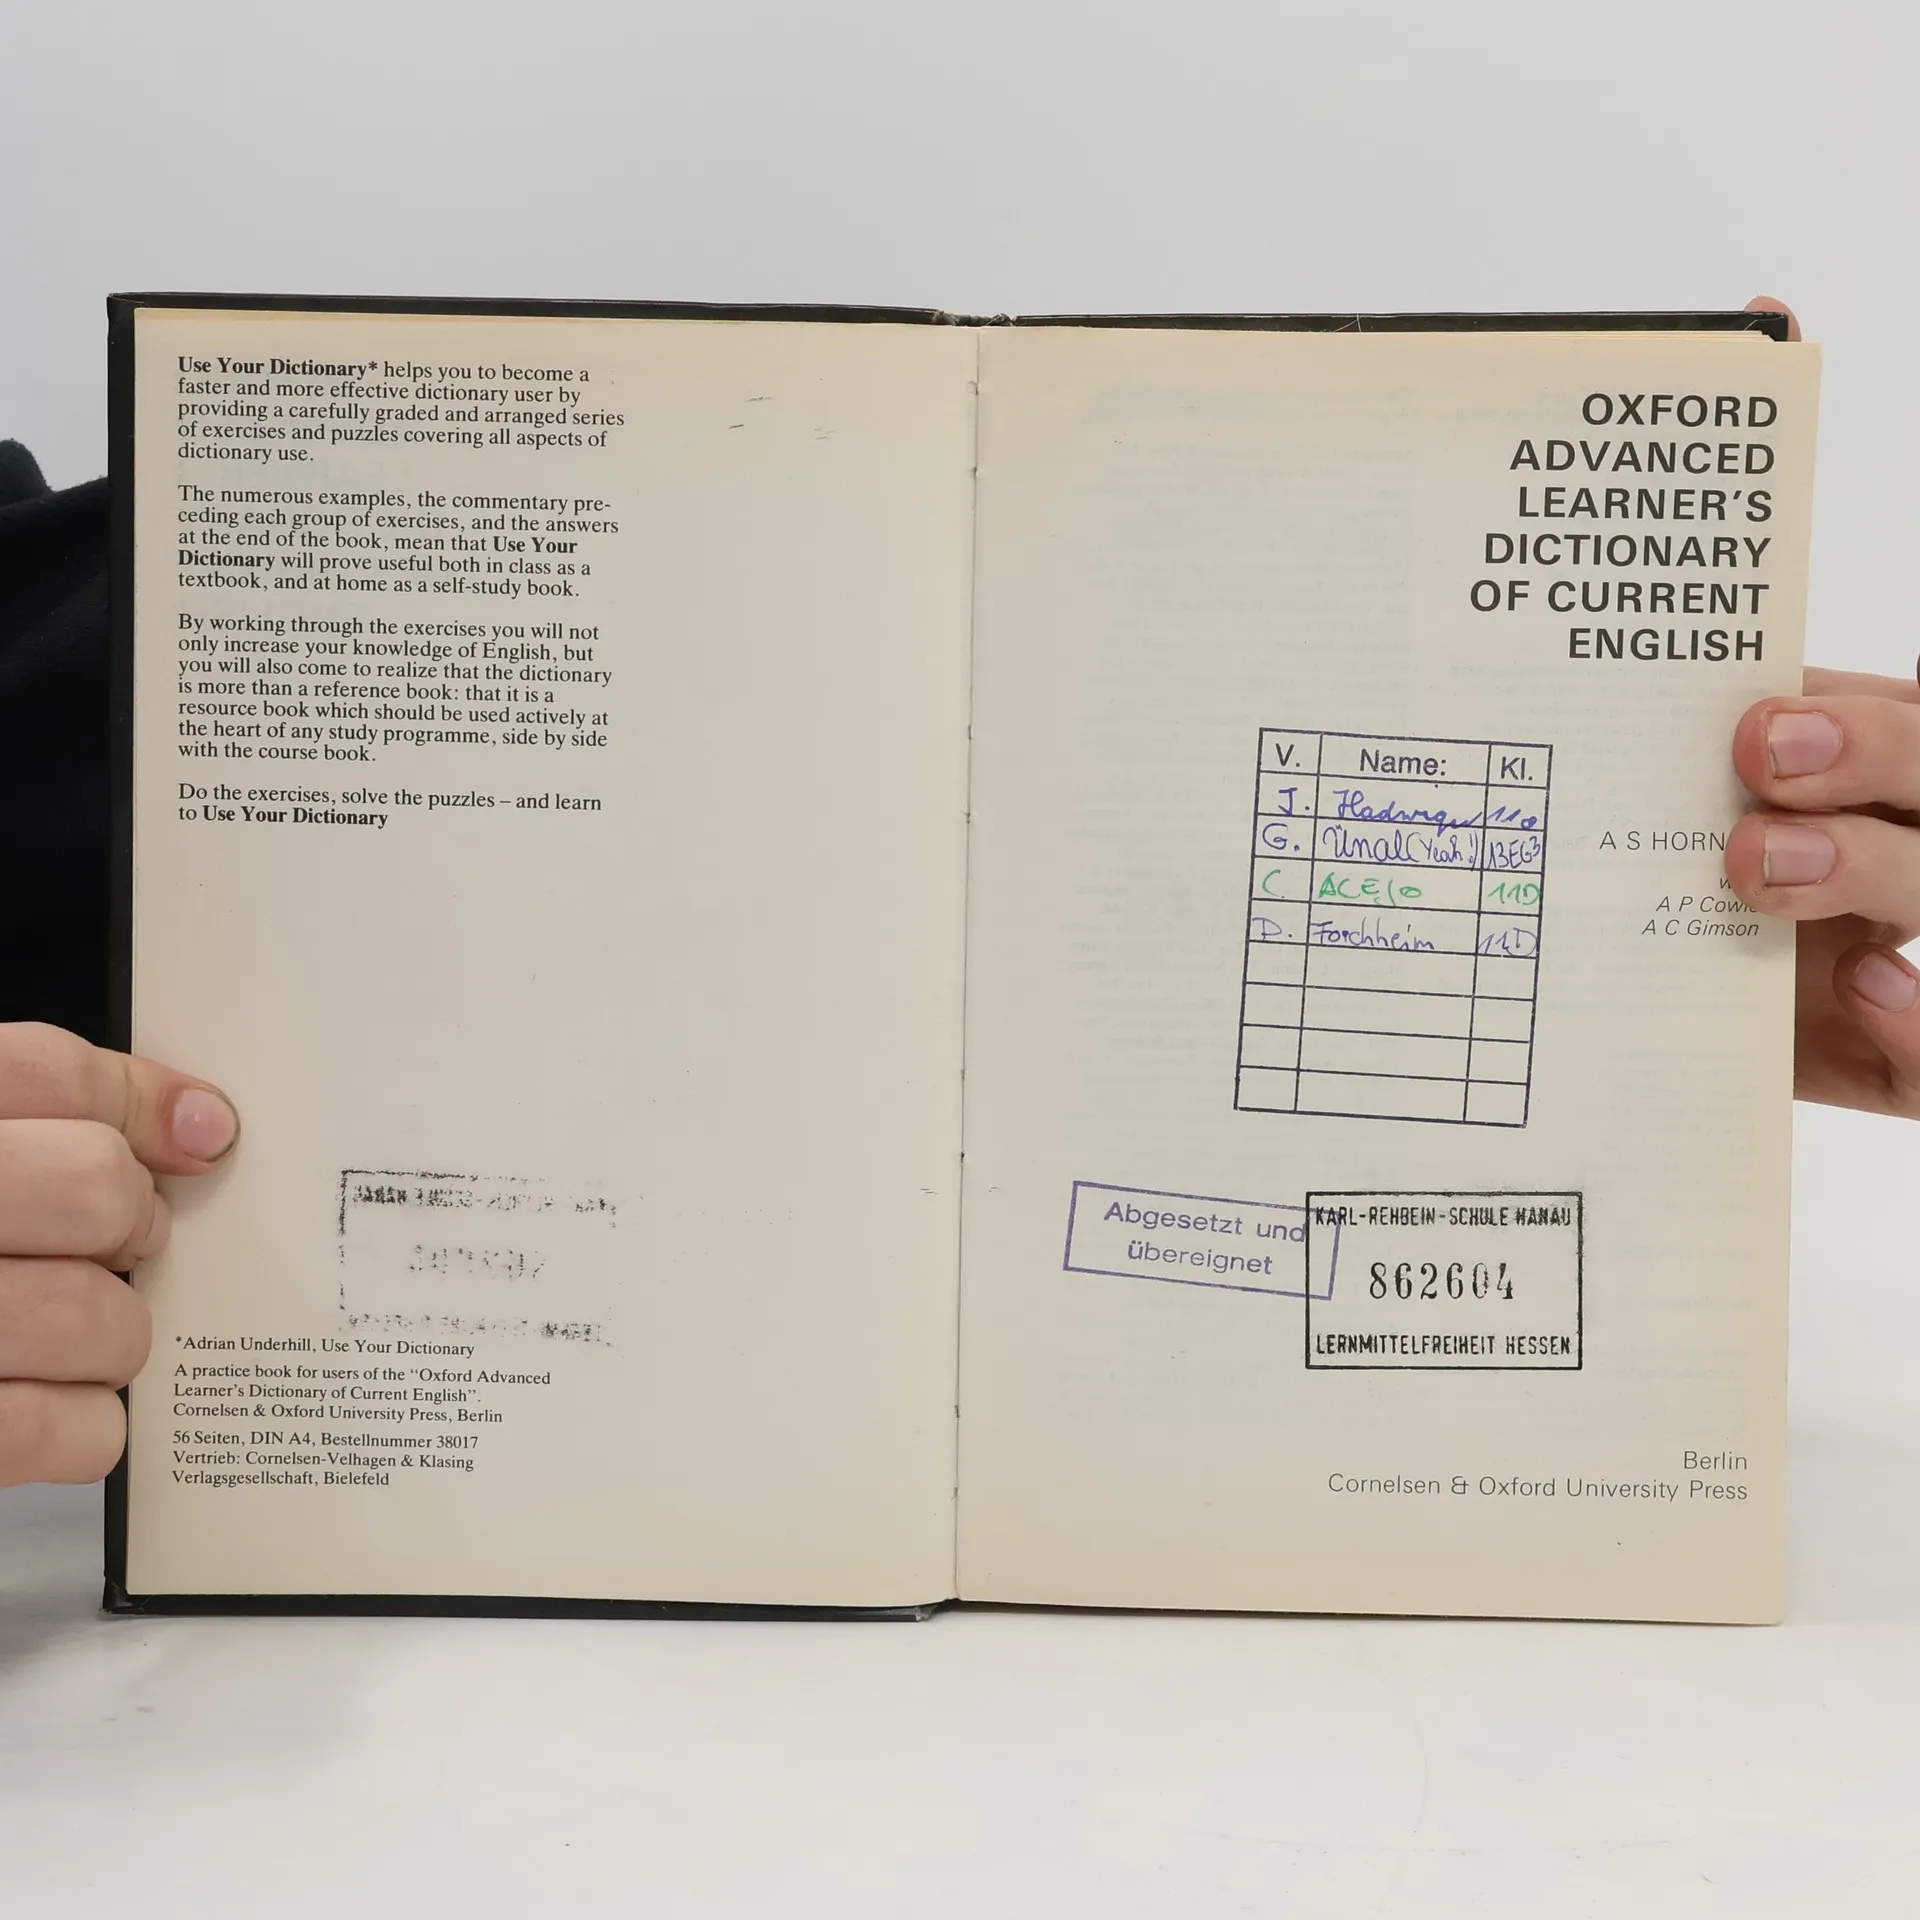 Use Your Dictionary* helps you to become a
faster and more effective dictionary user by
providing a carefully graded and arranged series
of exercises and puzzles covering all aspects of
dictionary use.
The numerous examples, the commentary pre-
ceding each group of exercises, and the answers
at the end of the book, mean that Use Your
Dictionary will prove useful both in class as a
textbook, and at home as a self-study book.
By working through the exercises you will not
only increase your knowledge of English, but
you will also come to realize that the dictionary
is more than a reference book: that it is a
resource book which should be used actively at
the heart of any study programme, side by side
with the course book.
Do the exercises, solve the puzzles – and learn
to Use Your Dictionary
*Adrian Underhill, Use Your Dictionary
A practice book for users of the “Oxford Advanced
Learner's Dictionary of Current English”.
Cornelsen & Oxford University Press, Berlin
56 Seiten, DIN A4, Bestellnummer 38017
Vertrieb: Cornelsen-Velhagen & Klasing
Verlagsgesellschaft, Bielefeld
OXFORD
ADVANCED
LEARNER'S
DICTIONARY
OF CURRENT
ENGLISH
V. Name: Kl.
J.
G. Ünal (Yeah!) 13EG3
C 11D
D. Forchheim 11D
A S HORN
A P Cowie
A C Gimson
Abgesetzt und
übereignet
KARL-REHBEIN-SCHULE HANAU
862604
LERNMITTELFREIHEIT HESSEN
Berlin
Cornelsen & Oxford University Press